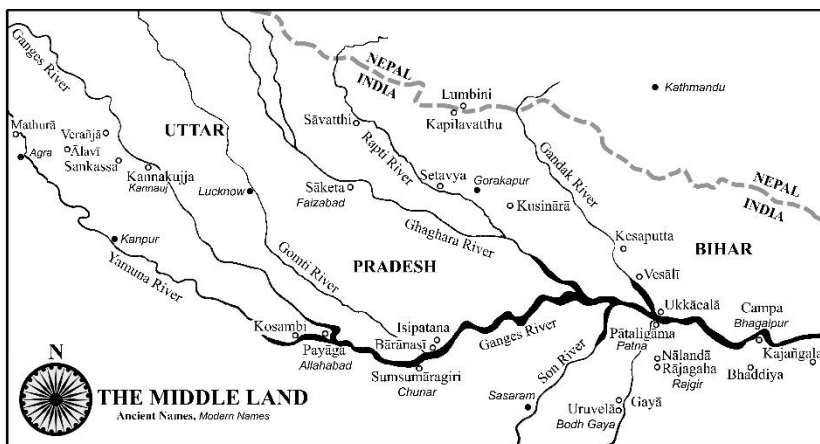 Ganges River
NEPAL
INDIA
Kathmandu
Lumbini
Kapilavatthu
Mathurā
Verañjā
UTTAR
Sāvatthi
Agra
Āḷavī
Sankassa
Kannakujja
Kannauj
Rapti River
Gandak River
Lucknow
Sāketa
Faizabad
Setavya
Gorakapur
Kusinārā
NEPAL
INDIA
Kanpur
Yamuna River
Gomti River
Ghaghara River
Kesaputta
BIHAR
PRADESH
Vesālī
Ukkācalā
Campa
Bhagalpur
Kosambi
Payāga
Allahabad
Isipatana
Bārāṇasī
Ganges River
Pātaligama
Patna
Kajaṅgala
N
Sumsumāragiri
Chunar
Son River
Nālandā
Rājagaha
Rajgir
Bhaddiya
THE MIDDLE LAND
Ancient Names, Modern Names
Sasaram
Uruvelā
Bodh Gaya
Gayā